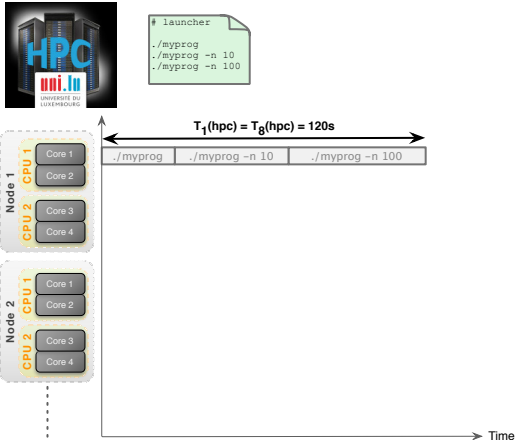 HPC
uni.lu
UNIVERSITÉ DU
LUXEMBOURG
# launcher
./myprog
./myprog -n 10
./myprog -n 100
T1(hpc) = T8(hpc) = 120s
./myprog
./myprog -n 10
./myprog -n 100
Node 1
CPU 1
Core 1
Core 2
CPU 2
Core 3
Core 4
Node 2
CPU 1
Core 1
Core 2
CPU 2
Core 3
Core 4
Time